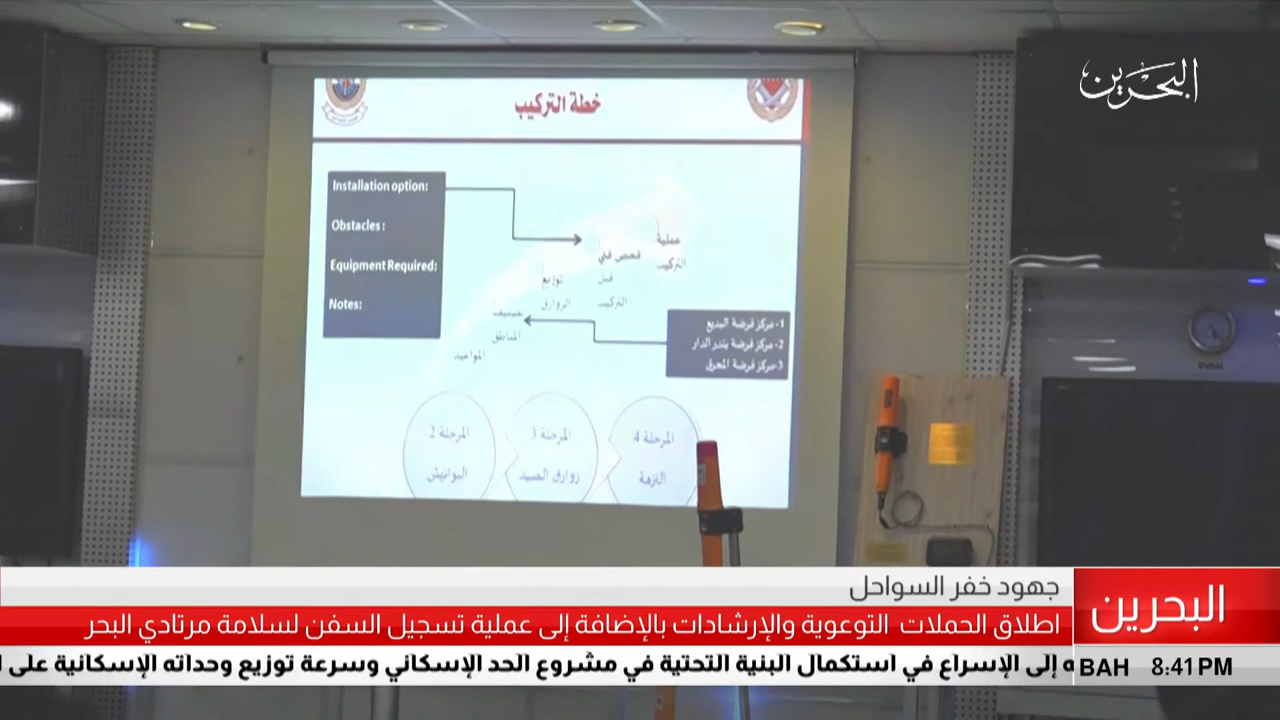 البحرين
خطة التركيب
Installation option:
Obstacles :
Equipment Required:
Notes:
عملية
التركيب
فحص فني
قبل
التركيب
توزيع
الزوارق
تصنيف
المناطق
المواعيد
1- مركز فرضة البديع
2- مركز فرضة بندر الدار
3- مركز فرضة المحرق
المرحلة 2
البوانيش
المرحلة 3
زوارق الصيد
المرحلة 4
النزهة
Dubai
جهود خفر السواحل
البحرين
اطلاق الحملات التوعوية والإرشادات بالإضافة إلى عملية تسجيل السفن لسلامة مرتادي البحر
ه إلى الإسراع في استكمال البنية التحتية في مشروع الحد الإسكاني وسرعة توزيع وحداته الإسكانية على
BAH 8:41 PM